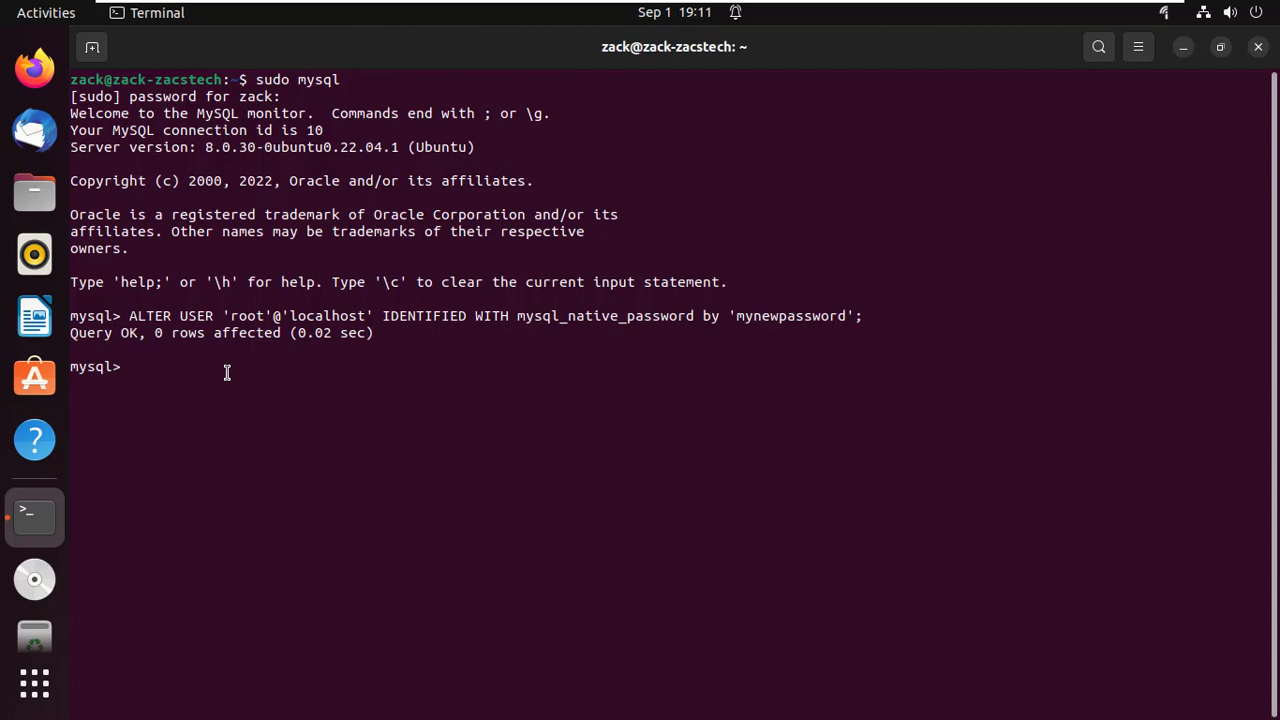 Activities
Terminal
Sep 1 19:11
zack@zack-zacstech: ~
zack@zack-zacstech:~$ sudo mysql
[sudo] password for zack:
Welcome to the MySQL monitor.  Commands end with ; or \g.
Your MySQL connection id is 10
Server version: 8.0.30-0ubuntu0.22.04.1 (Ubuntu)
Copyright (c) 2000, 2022, Oracle and/or its affiliates.
Oracle is a registered trademark of Oracle Corporation and/or its
affiliates. Other names may be trademarks of their respective
owners.
Type 'help;' or '\h' for help. Type '\c' to clear the current input statement.
mysql> ALTER USER 'root'@'localhost' IDENTIFIED WITH mysql_native_password by 'mynewpassword';
Query OK, 0 rows affected (0.02 sec)
mysql>